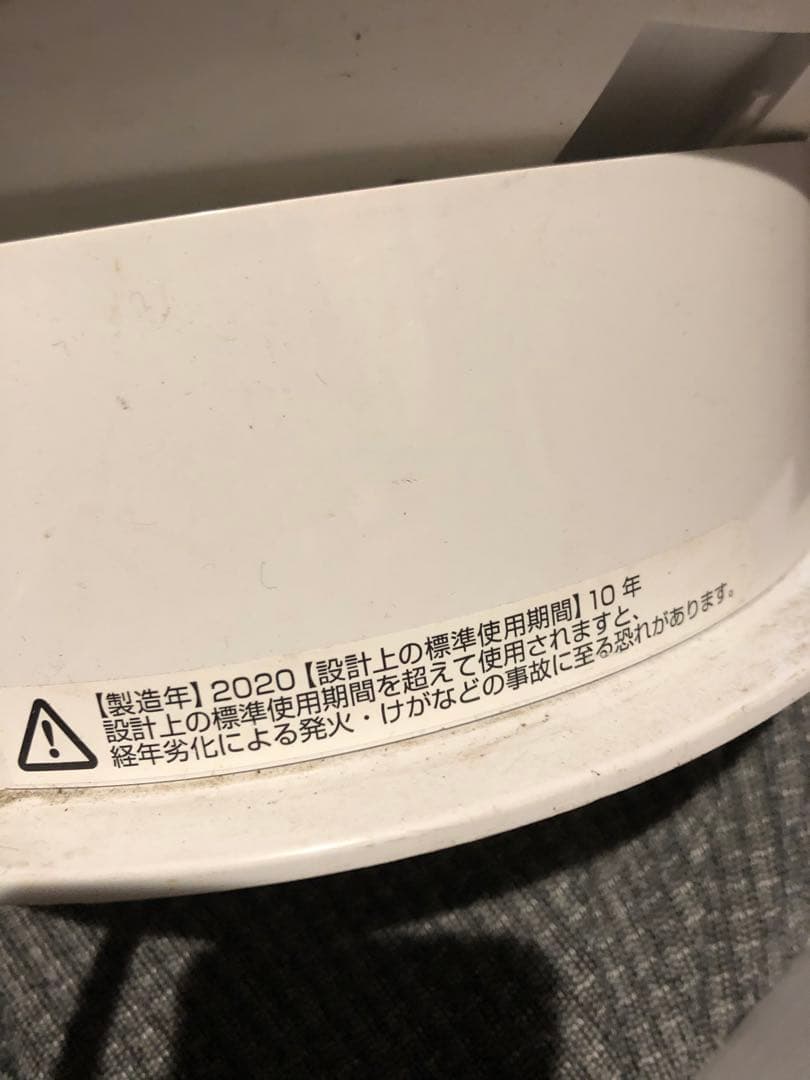 【製造年】2020【設計上の標準使用期間】10 年
設計上の標準使用期間を超えて使用されますと、
経年劣化による発火・けがなどの事故に至る恐れがあります。